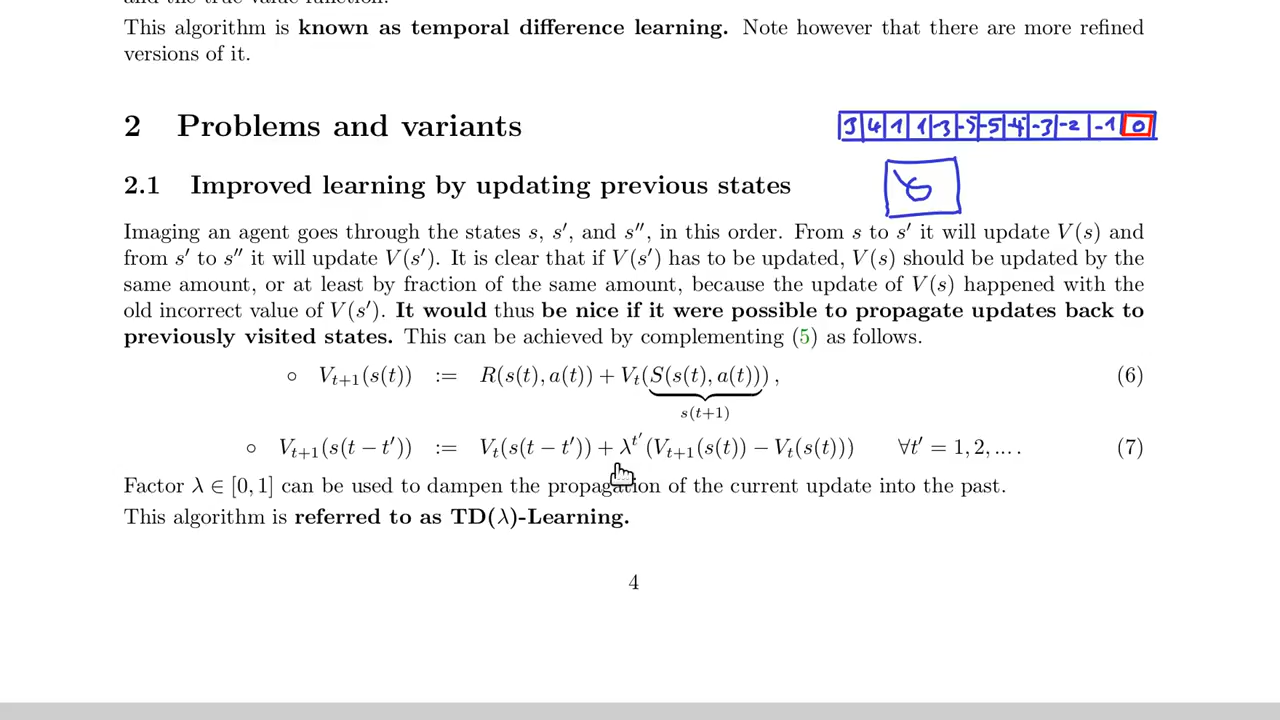 and the true value function.
This algorithm is known as temporal difference learning. Note however that there are more refined
versions of it.
2 Problems and variants
3 4 1 1 -3 -5 -5 -4 -3 -2 -1 0
2.1 Improved learning by updating previous states
Imaging an agent goes through the states s, s′, and s″, in this order. From s to s′ it will update V(s) and
from s′ to s″ it will update V(s′). It is clear that if V(s′) has to be updated, V(s) should be updated by the
same amount, or at least by fraction of the same amount, because the update of V(s) happened with the
old incorrect value of V(s′). It would thus be nice if it were possible to propagate updates back to
previously visited states. This can be achieved by complementing (5) as follows.
◦ V_{t+1}(s(t)) := R(s(t), a(t)) + V_t(S(s(t), a(t))) , (6)
s(t+1)
◦ V_{t+1}(s(t − t′)) := V_t(s(t − t′)) + λ^{t′}(V_{t+1}(s(t)) − V_t(s(t))) ∀t′ = 1, 2, ... . (7)
Factor λ ∈ [0, 1] can be used to dampen the propagation of the current update into the past.
This algorithm is referred to as TD(λ)-Learning.
4